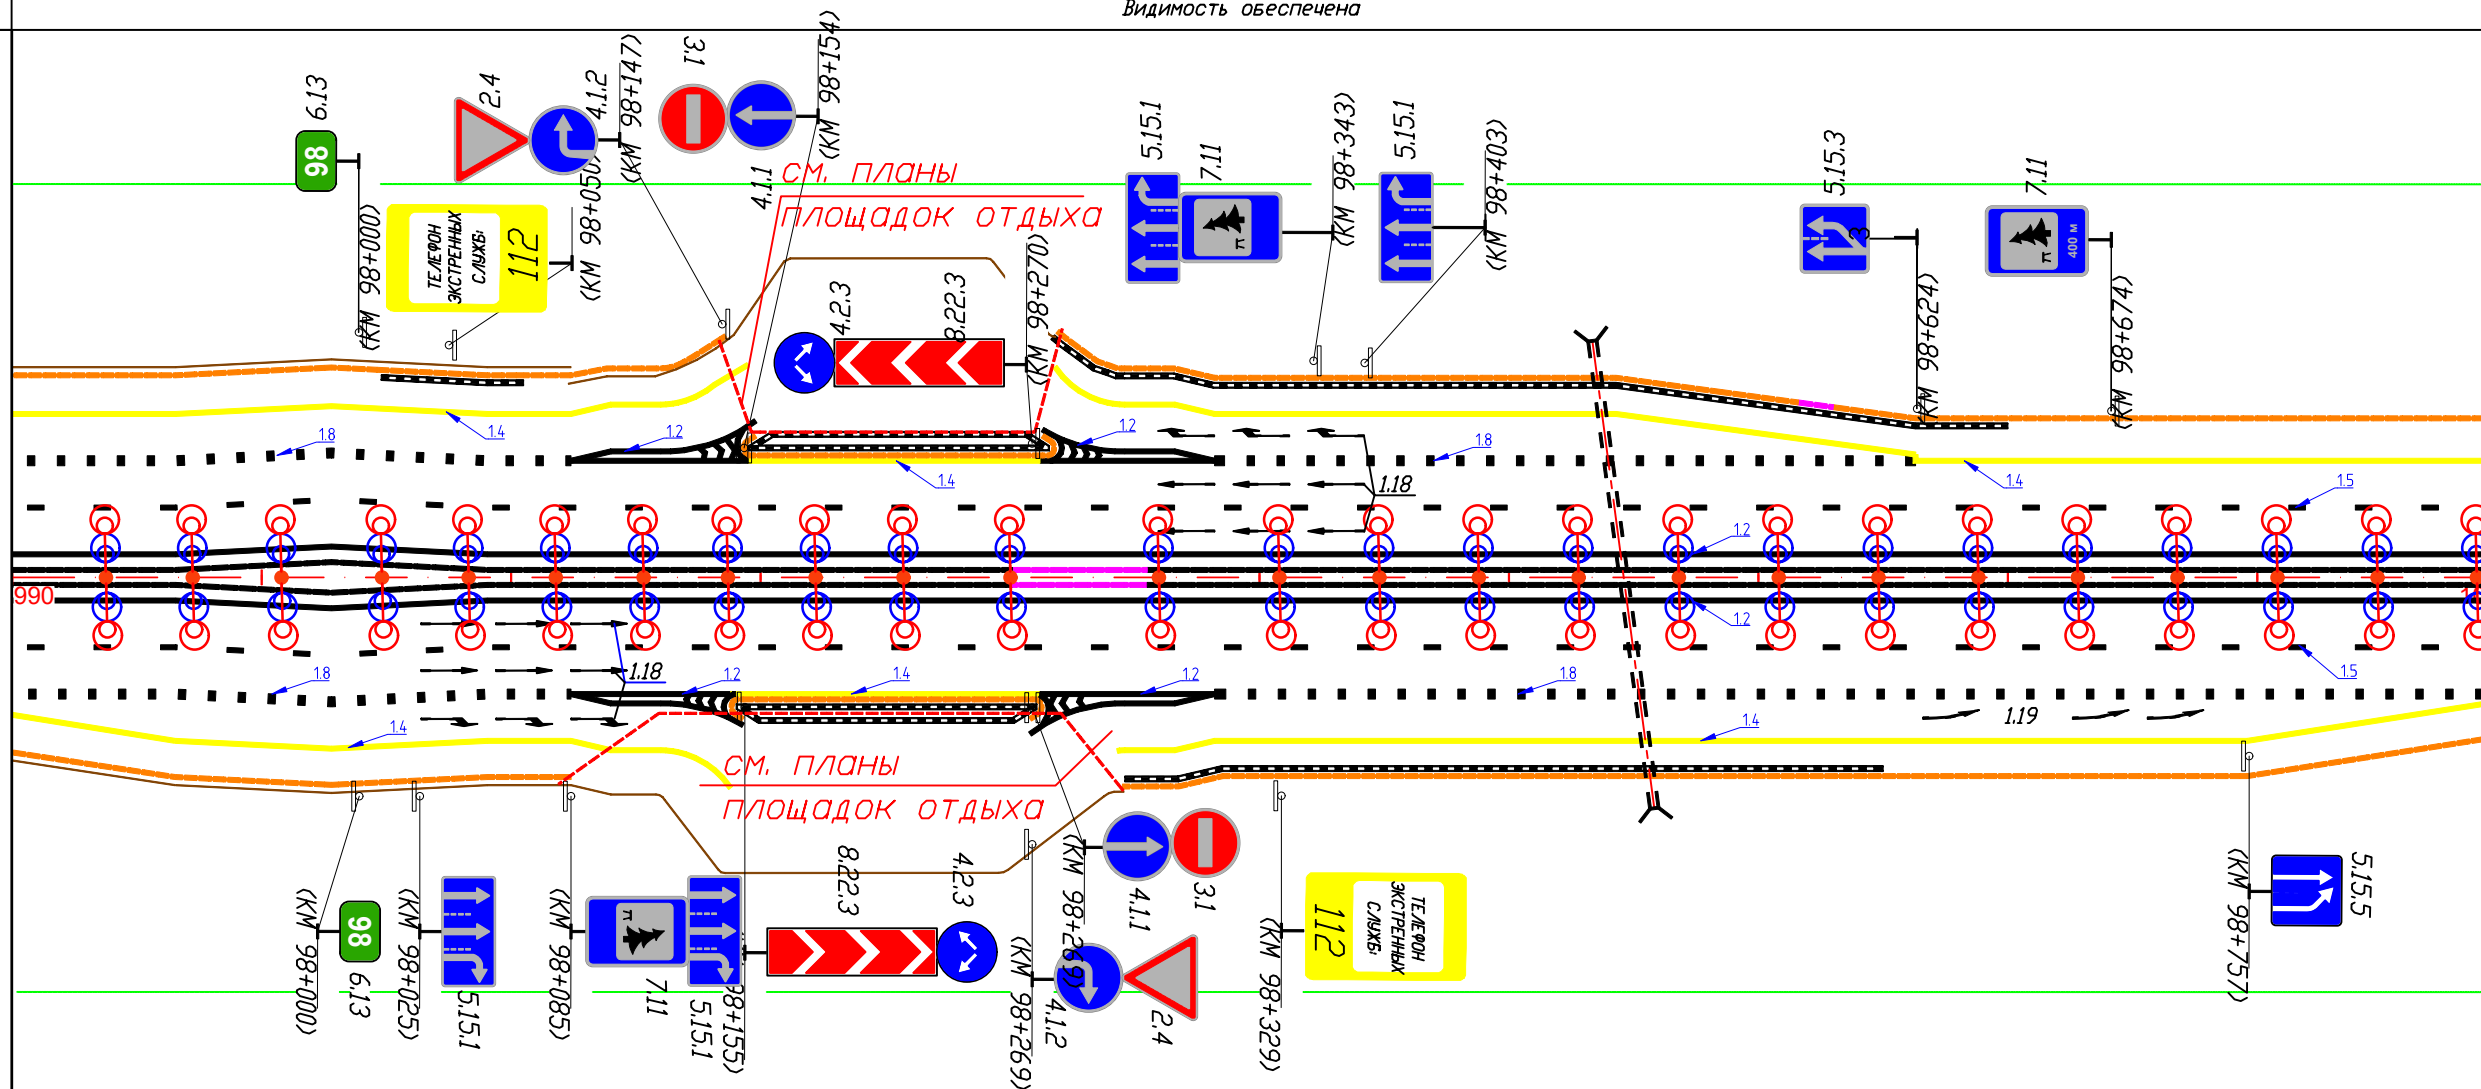 Видимость обеспечена
6.13
98
(КМ 98+000)
2.4
4.1.2
(КМ 98+147)
ТЕЛЕФОН
ЭКСТРЕННЫХ
СЛУЖБ:
112
(КМ 98+050)
3.1
4.1.1
(КМ 98+154)
СМ. ПЛАНЫ
ПЛОЩАДОК ОТДЫХА
4.2.3
8.22.3
(КМ 98+270)
5.15.1
7.11
(КМ 98+343)
5.15.1
(КМ 98+403)
5.15.3
3
(КМ 98+624)
7.11
400 м
(КМ 98+674)
1.8
1.4
1.2
1.4
1.2
1.8
1.18
1.4
1.5
1.2
990
1.2
1.8
1.4
1.18
1.2
1.4
1.2
1.8
1.19
1.4
1.5
СМ. ПЛАНЫ
ПЛОЩАДОК ОТДЫХА
(КМ 98+000)
98
6.13
(КМ 98+025)
5.15.1
(КМ 98+085)
7.11
5.15.1
98+155)
8.22.3
4.2.3
(КМ 98+269)
4.1.2
2.4
(КМ 98+269)
4.1.1
3.1
(КМ 98+329)
112
ТЕЛЕФОН
ЭКСТРЕННЫХ
СЛУЖБ:
(КМ 98+757)
5.15.5